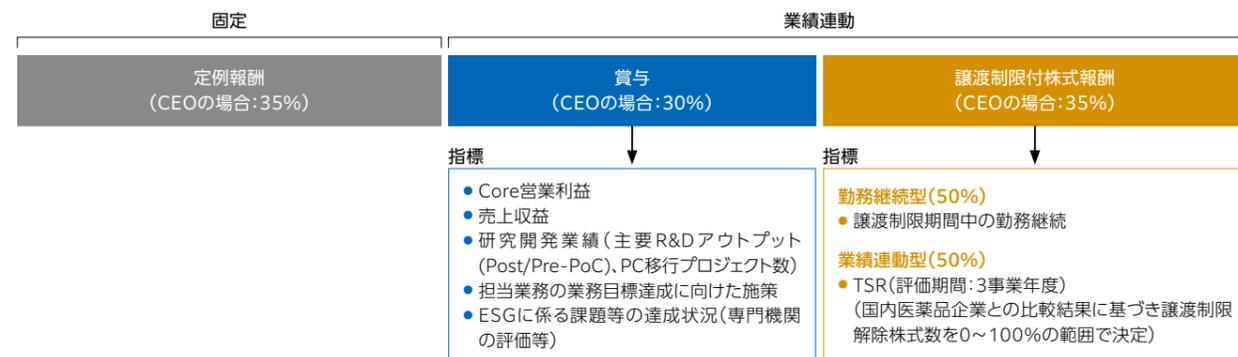 固定
業績連動
定例報酬
（CEOの場合：35%）
賞与
（CEOの場合：30%）
譲渡制限付株式報酬
（CEOの場合：35%）
指標
● Core営業利益
● 売上収益
● 研究開発業績（主要R&Dアウトプット
(Post/Pre-PoC)、PC移行プロジェクト数）
● 担当業務の業務目標達成に向けた施策
● ESGに係る課題等の達成状況（専門機関
の評価等）
指標
勤務継続型（50%）
● 譲渡制限期間中の勤務継続
業績連動型（50%）
● TSR（評価期間：3事業年度）
（国内医薬品企業との比較結果に基づき譲渡制限
解除株式数を0～100%の範囲で決定）